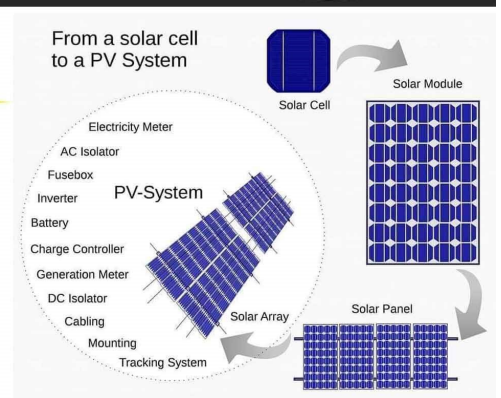 From a solar cell
to a PV System
Solar Cell
Solar Module
Solar Panel
Solar Array
PV-System
Electricity Meter
AC Isolator
Fusebox
Inverter
Battery
Charge Controller
Generation Meter
DC Isolator
Cabling
Mounting
Tracking System